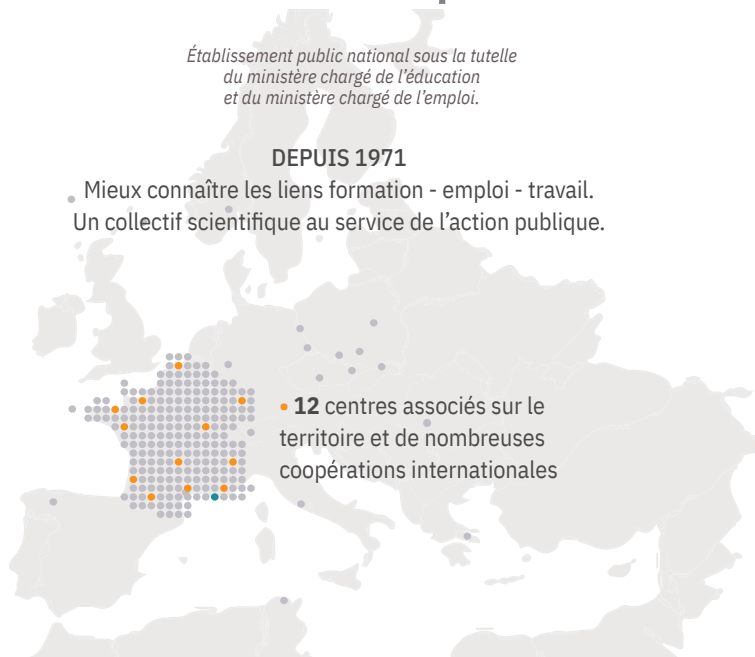 Établissement public national sous la tutelle
du ministère chargé de l'éducation
et du ministère chargé de l'emploi.
DEPUIS 1971
Mieux connaître les liens formation - emploi - travail.
Un collectif scientifique au service de l'action publique.
• 12 centres associés sur le
territoire et de nombreuses
coopérations internationales